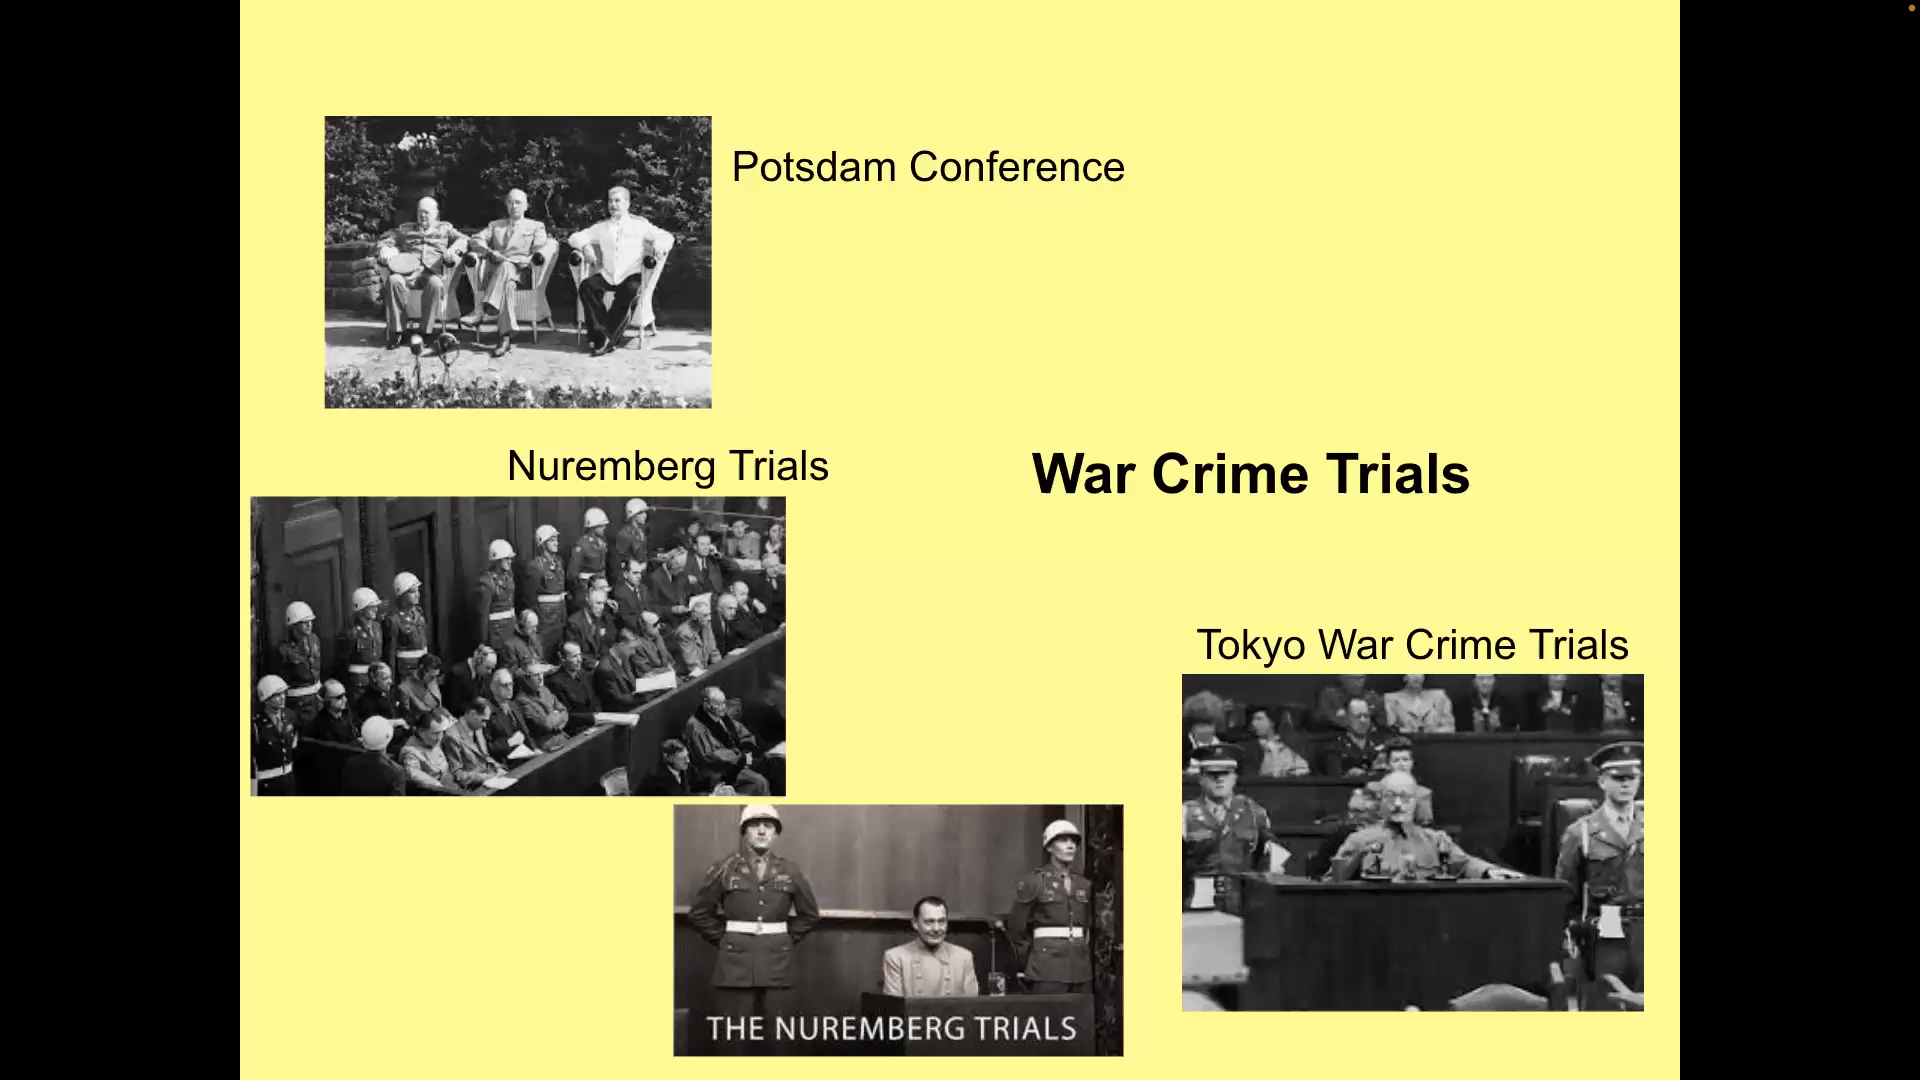 Potsdam Conference
Nuremberg Trials
War Crime Trials
Tokyo War Crime Trials
THE NUREMBERG TRIALS